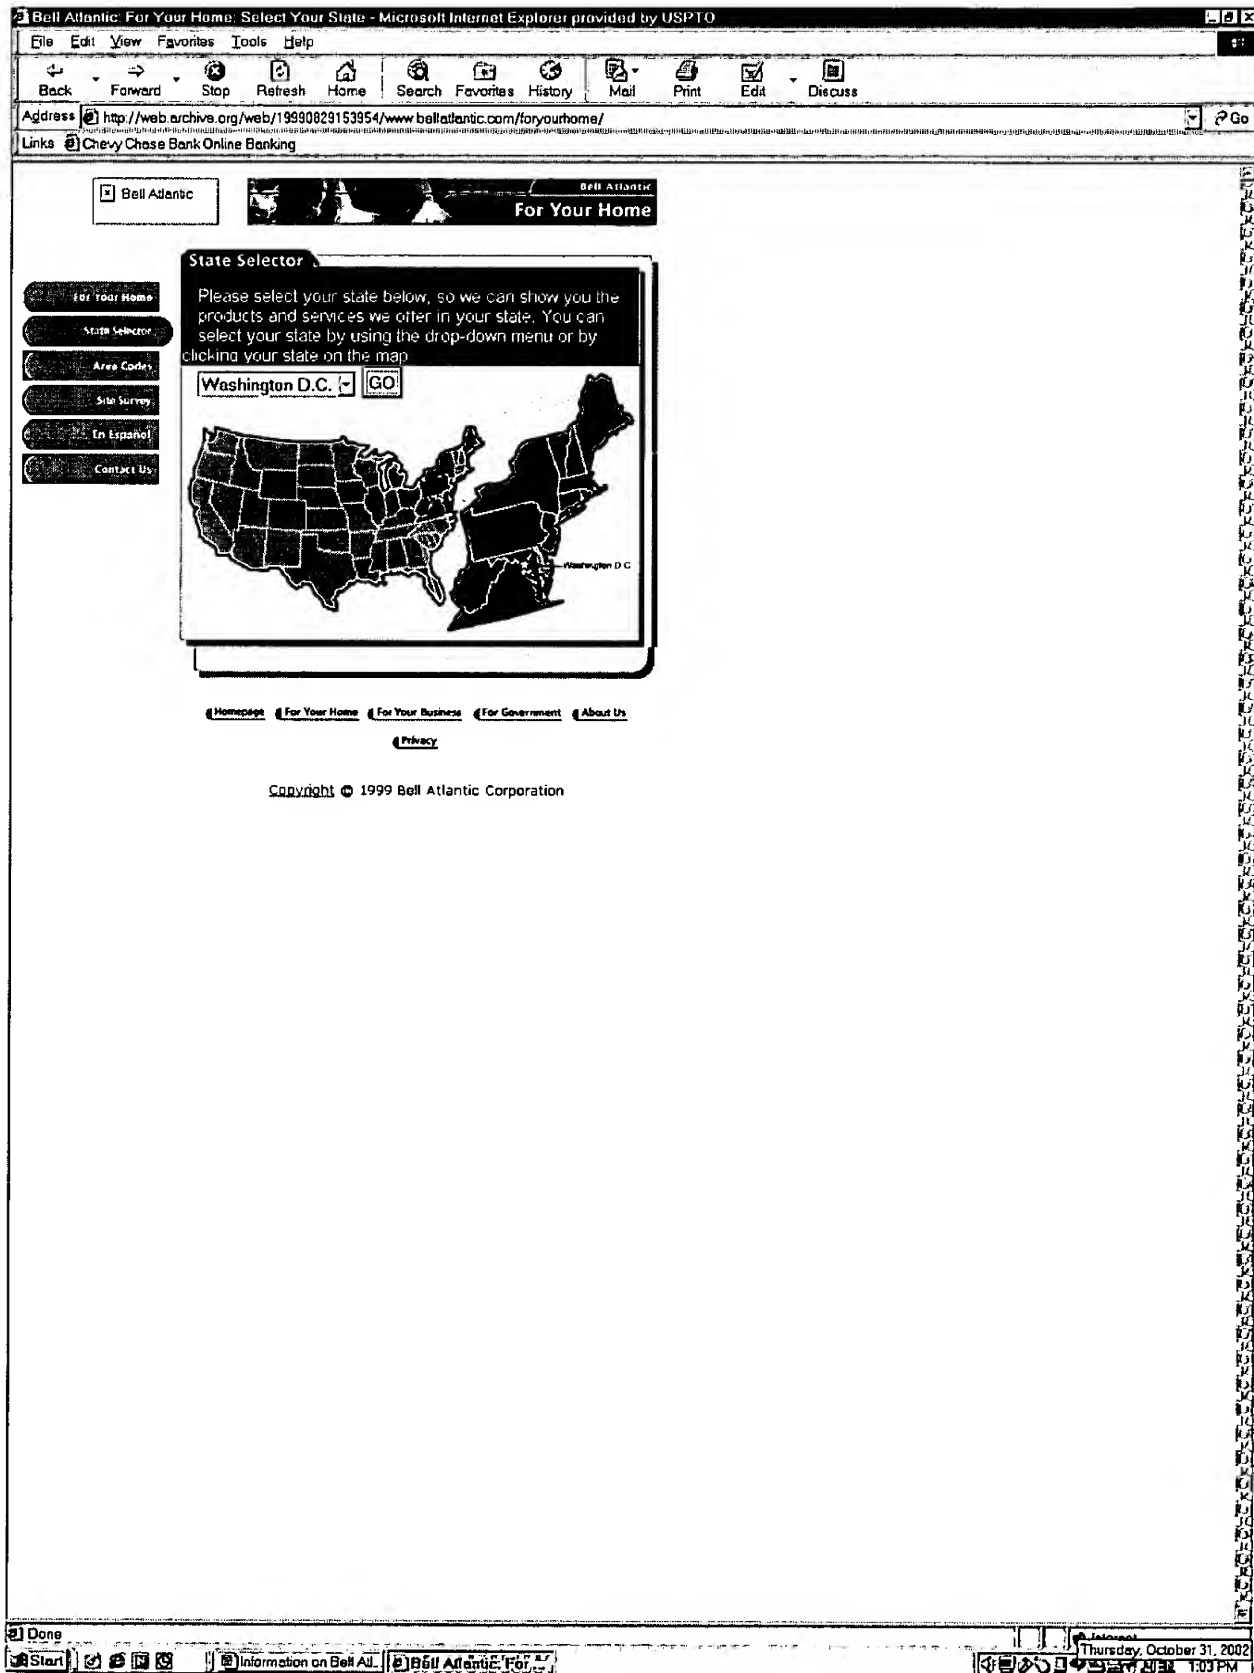 Bell Atlantic: For Your Home: Select Your State - Microsoft Internet Explorer provided by USPTO
File Edit View Favorites Tools Help
Back Forward Stop Refresh Home Search Favorites History Mail Print Edit Discuss
Address http://web.archive.org/web/19990829153954/www.bellatlantic.com/foryourhome/ Go
Links Chevy Chase Bank Online Banking
Bell Atlantic
Bell Atlantic
For Your Home
State Selector
For Your Home
State Selector
Area Codes
Site Survey
En Español
Contact Us
Please select your state below, so we can show you the
products and services we offer in your state. You can
select your state by using the drop-down menu or by
clicking your state on the map
Washington D.C. GO
Washington D.C
Homepage For Your Home For Your Business For Government About Us
Privacy
Copyright © 1999 Bell Atlantic Corporation
Done
Internet
Thursday, October 31, 2002
Start Information on Bell Atl... Bell Atlantic: For ... 1:03 PM